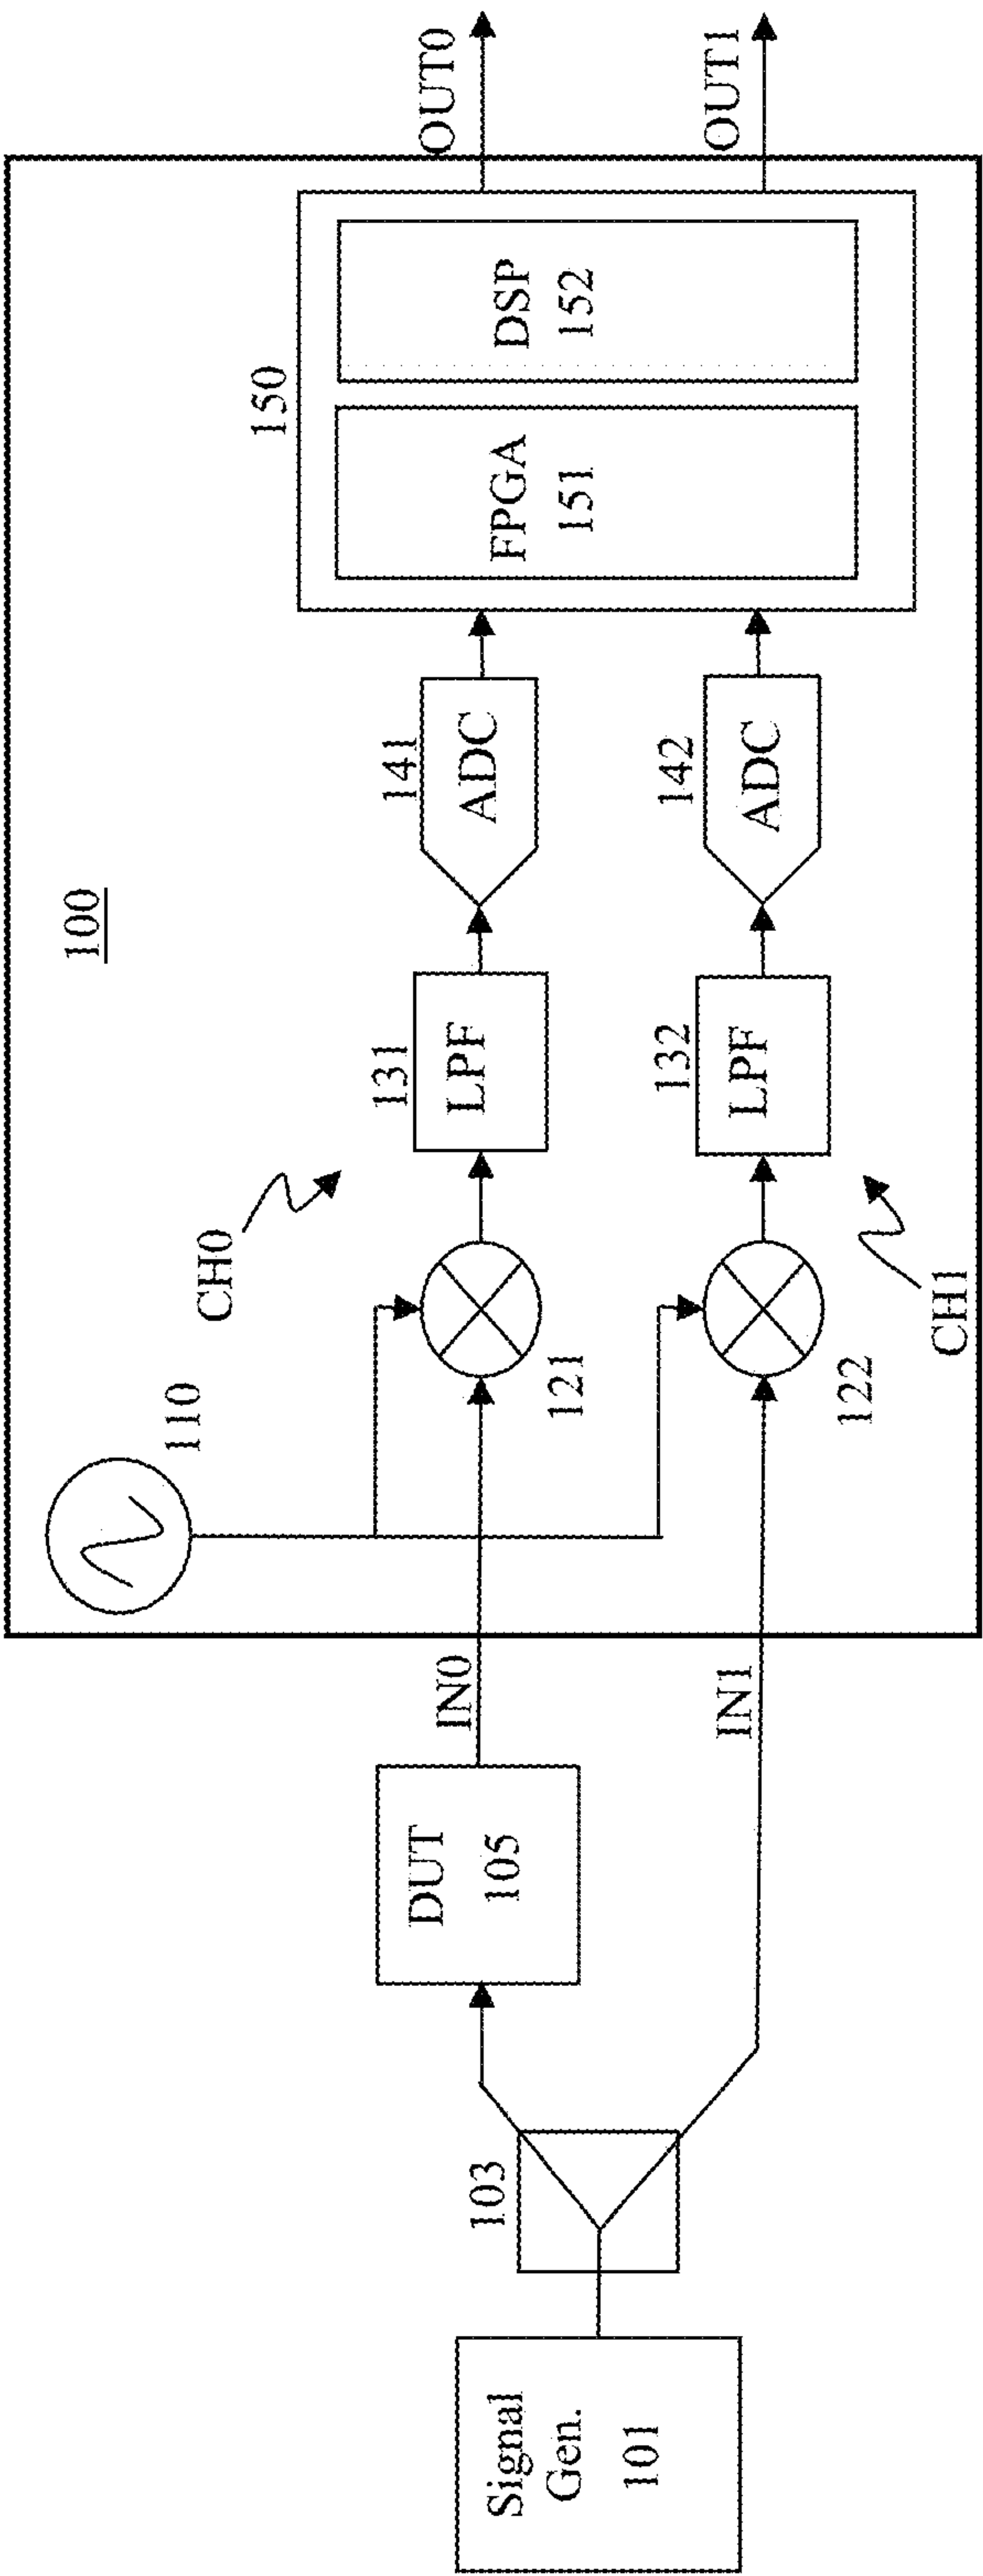 100
110
CH0
IN0
DUT
105
121
131
LPF
141
ADC
150
FPGA
151
DSP
152
OUT0
Signal
Gen.
101
103
IN1
122
CH1
132
LPF
142
ADC
OUT1